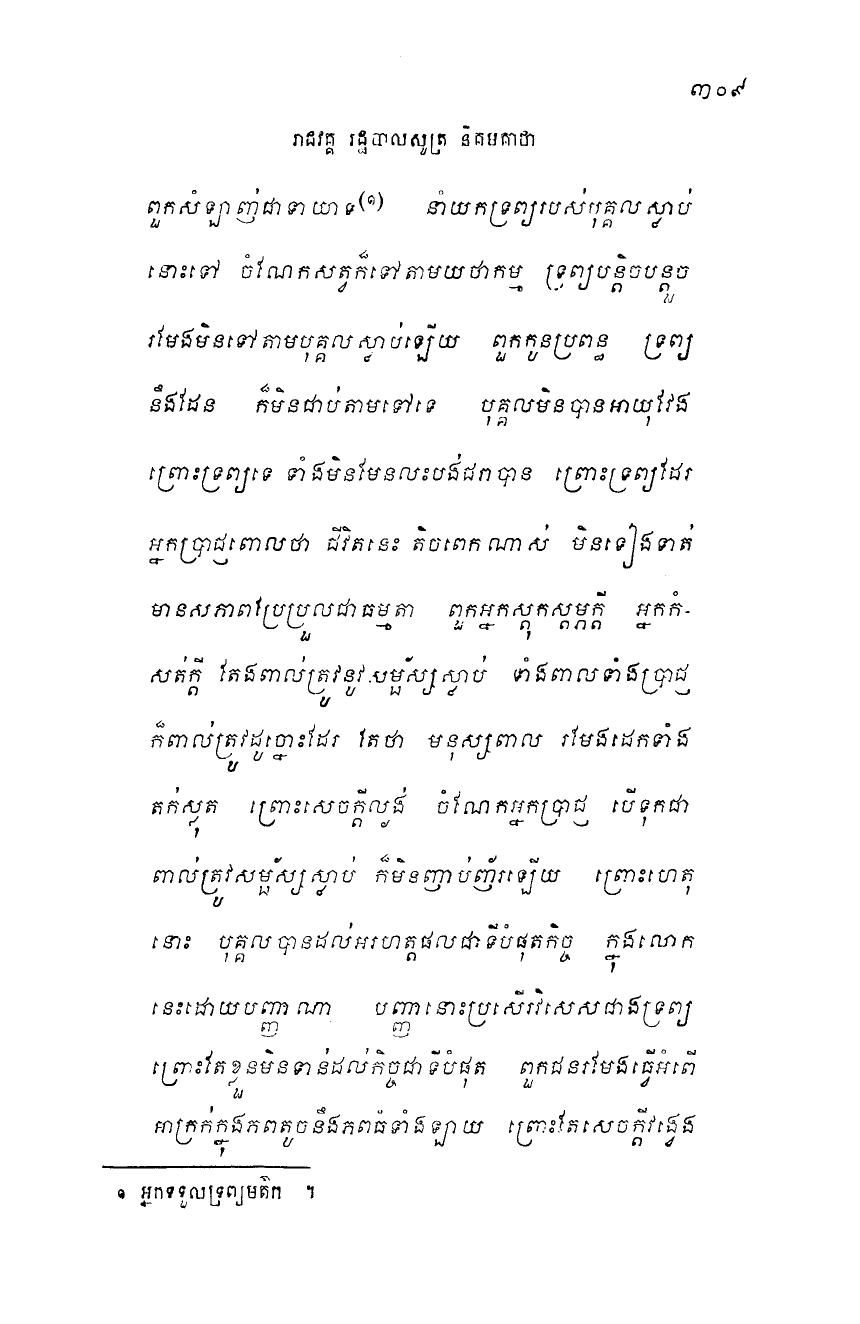 ៣០៩
រាជវគ្គ រដ្ឋបាលសូត្រ និគមគាថា
ពួកសំឡាញ់ជាទាយាទ(១) នាំយកទ្រព្យរបស់បុគ្គលស្លាប់
នោះទៅ ចំណែកសត្វក៏ទៅតាមយថាកម្ម ទ្រព្យបន្តិចបន្តួច
រមែងមិនទៅតាមបុគ្គលស្លាប់ឡើយ ពួកកូនប្រពន្ធ ទ្រព្យ
នឹងដែន ក៏មិនជាប់តាមទៅទេ បុគ្គលមិនបានអាយុវែង
ព្រោះទ្រព្យទេ ទាំងមិនមែនលះបង់ជរាបាន ព្រោះទ្រព្យដែរ
អ្នកប្រាជ្ញពោលថា ជីវិតនេះ តិចពេកណាស់ មិនទៀងទាត់
មានសភាពប្រែប្រួលជាធម្មតា ពួកអ្នកស្តុកស្តម្ភក្តី អ្នកកំ-
សត់ក្តី តែងពាល់ត្រូវនូវសម្ផ័ស្សស្លាប់ ទាំងពាលទាំងប្រាជ្ញ
ក៏ពាល់ត្រូវដូច្នោះដែរ តែថា មនុស្សពាល រមែងដេកទាំង
តក់ស្លុត ព្រោះសេចក្តីល្ងង់ ចំណែកអ្នកប្រាជ្ញ បើទុកជា
ពាល់ត្រូវសម្ផ័ស្សស្លាប់ ក៏មិនញាប់ញ័រឡើយ ព្រោះហេតុ
នោះ បុគ្គលបានដល់អរហត្តផលជាទីបំផុតកិច្ច ក្នុងលោក
នេះដោយបញ្ញាណា បញ្ញានោះប្រសើរវិសេសជាងទ្រព្យ
ព្រោះតែខ្លួនមិនទាន់ដល់កិច្ចជាទីបំផុត ពួកជនរមែងធ្វើអំពើ
អាក្រក់ក្នុងភពតូចនឹងភពធំទាំងឡាយ ព្រោះតែសេចក្តីវង្វេង
១ អ្នកទទួលទ្រព្យមត៌ក ។